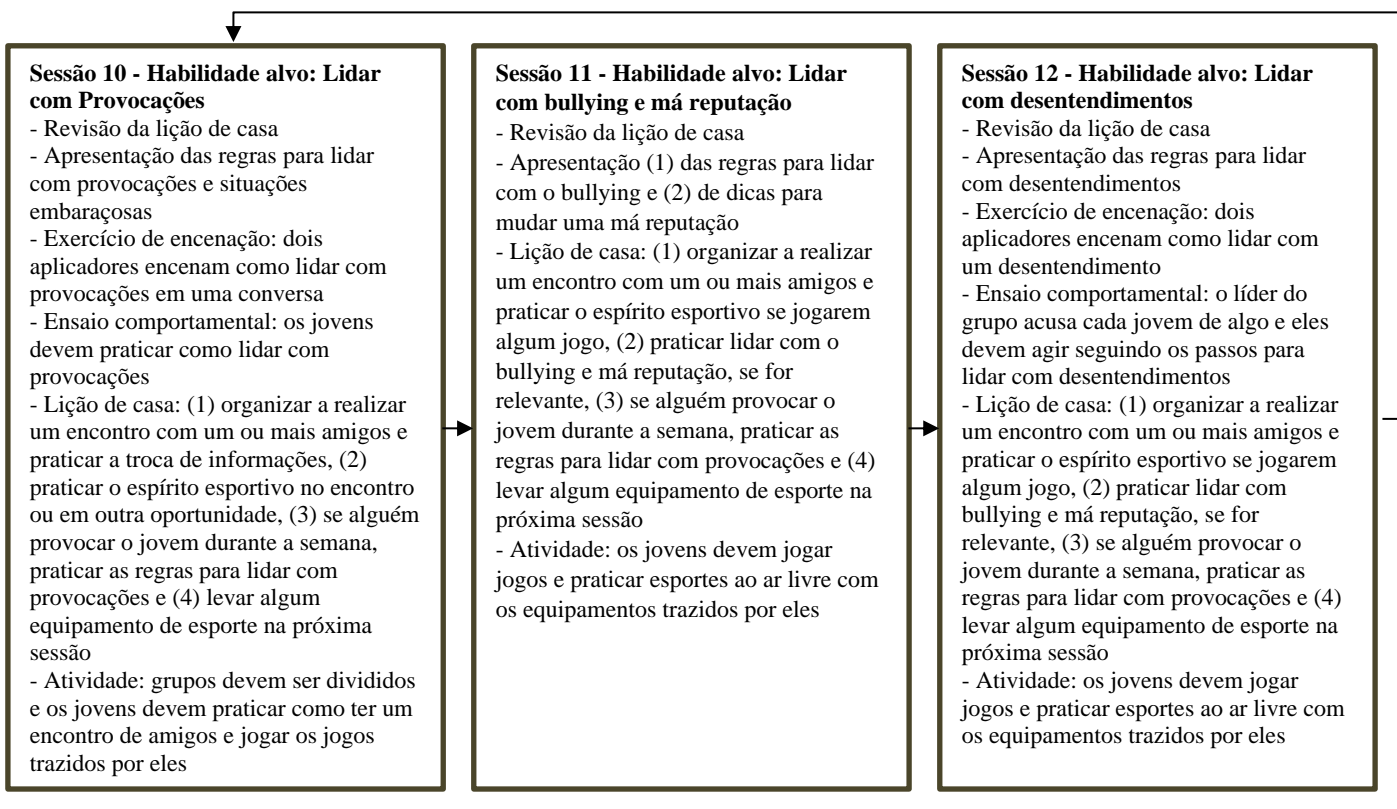 Sessão 10 - Habilidade alvo: Lidar
com Provocações
- Revisão da lição de casa
- Apresentação das regras para lidar
com provocações e situações
embaraçosas
- Exercício de encenação: dois
aplicadores encenam como lidar com
provocações em uma conversa
- Ensaio comportamental: os jovens
devem praticar como lidar com
provocações
- Lição de casa: (1) organizar a realizar
um encontro com um ou mais amigos e
praticar a troca de informações, (2)
praticar o espírito esportivo no encontro
ou em outra oportunidade, (3) se alguém
provocar o jovem durante a semana,
praticar as regras para lidar com
provocações e (4) levar algum
equipamento de esporte na próxima
sessão
- Atividade: grupos devem ser divididos
e os jovens devem praticar como ter um
encontro de amigos e jogar os jogos
trazidos por eles
Sessão 11 - Habilidade alvo: Lidar
com bullying e má reputação
- Revisão da lição de casa
- Apresentação (1) das regras para lidar
com o bullying e (2) de dicas para
mudar uma má reputação
- Lição de casa: (1) organizar a realizar
um encontro com um ou mais amigos e
praticar o espírito esportivo se jogarem
algum jogo, (2) praticar lidar com o
bullying e má reputação, se for
relevante, (3) se alguém provocar o
jovem durante a semana, praticar as
regras para lidar com provocações e (4)
levar algum equipamento de esporte na
próxima sessão
- Atividade: os jovens devem jogar
jogos e praticar esportes ao ar livre com
os equipamentos trazidos por eles
Sessão 12 - Habilidade alvo: Lidar
com desentendimentos
- Revisão da lição de casa
- Apresentação das regras para lidar
com desentendimentos
- Exercício de encenação: dois
aplicadores encenam como lidar com
um desentendimento
- Ensaio comportamental: o líder do
grupo acusa cada jovem de algo e eles
devem agir seguindo os passos para
lidar com desentendimentos
- Lição de casa: (1) organizar a realizar
um encontro com um ou mais amigos e
praticar o espírito esportivo se jogarem
algum jogo, (2) praticar lidar com
bullying e má reputação, se for
relevante, (3) se alguém provocar o
jovem durante a semana, praticar as
regras para lidar com provocações e (4)
levar algum equipamento de esporte na
próxima sessão
- Atividade: os jovens devem jogar
jogos e praticar esportes ao ar livre com
os equipamentos trazidos por eles